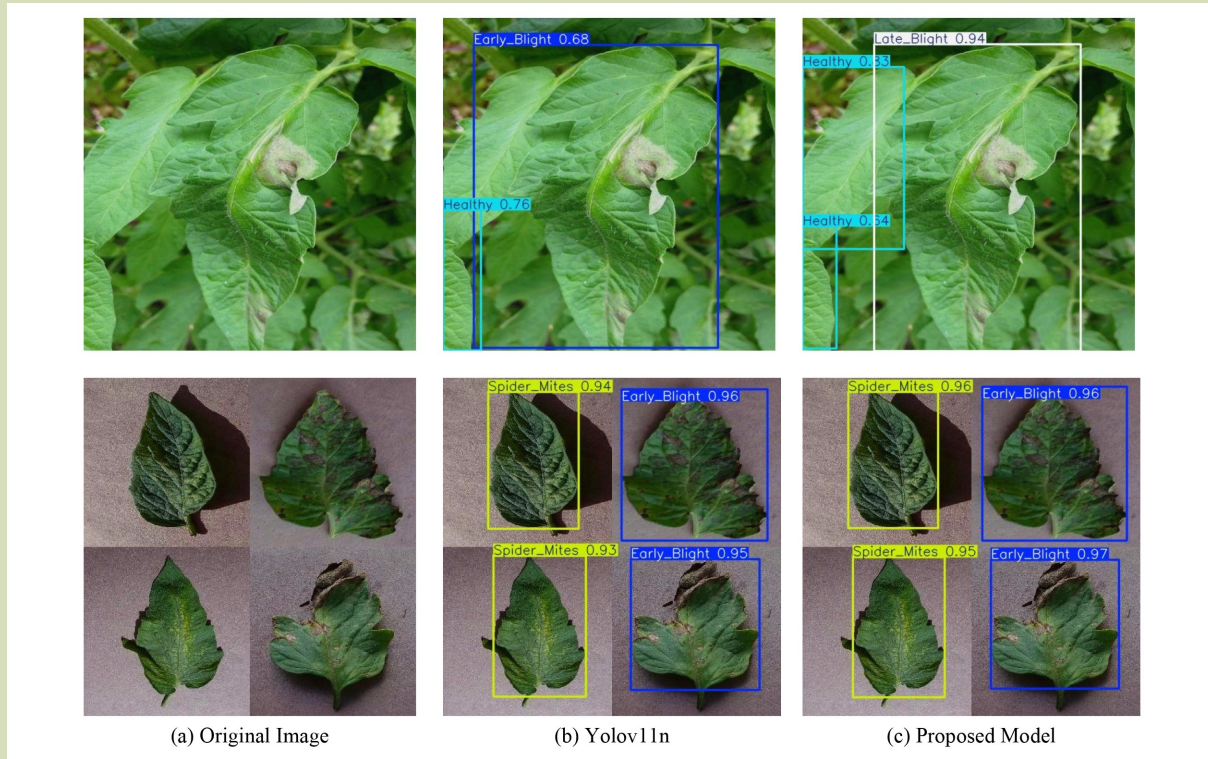 Early_Blight 0.68
Late_Blight 0.94
Healthy 0.83
Healthy 0.76
Healthy 0.64
Spider_Mites 0.94
Early_Blight 0.96
Spider_Mites 0.96
Early_Blight 0.96
Spider_Mites 0.93
Early_Blight 0.95
Spider_Mites 0.95
Early_Blight 0.97
(a) Original Image
(b) Yolov11n
(c) Proposed Model